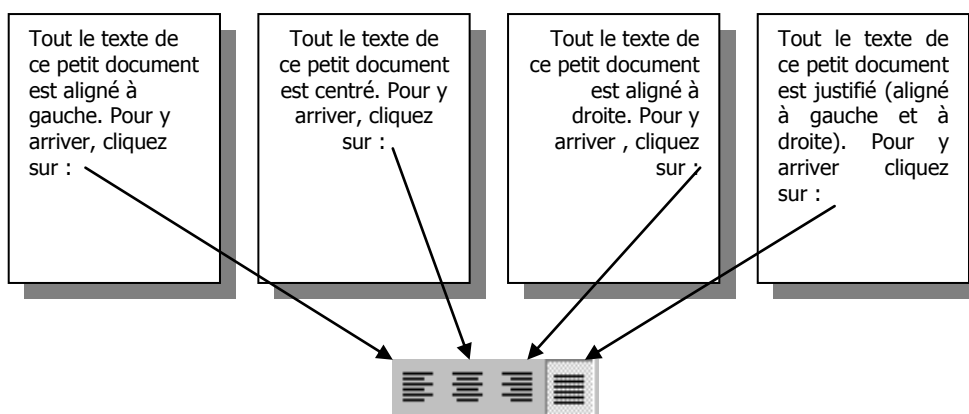 Tout le texte de
ce petit document
est aligné à
gauche. Pour y
arriver, cliquez
sur :
Tout le texte de
ce petit document
est centré. Pour y
arriver, cliquez
sur :
Tout le texte de
ce petit document
est aligné à
droite. Pour y
arriver , cliquez
sur :
Tout le texte de
ce petit document
est justifié (aligné
à gauche et à
droite). Pour y
arriver cliquez
sur :